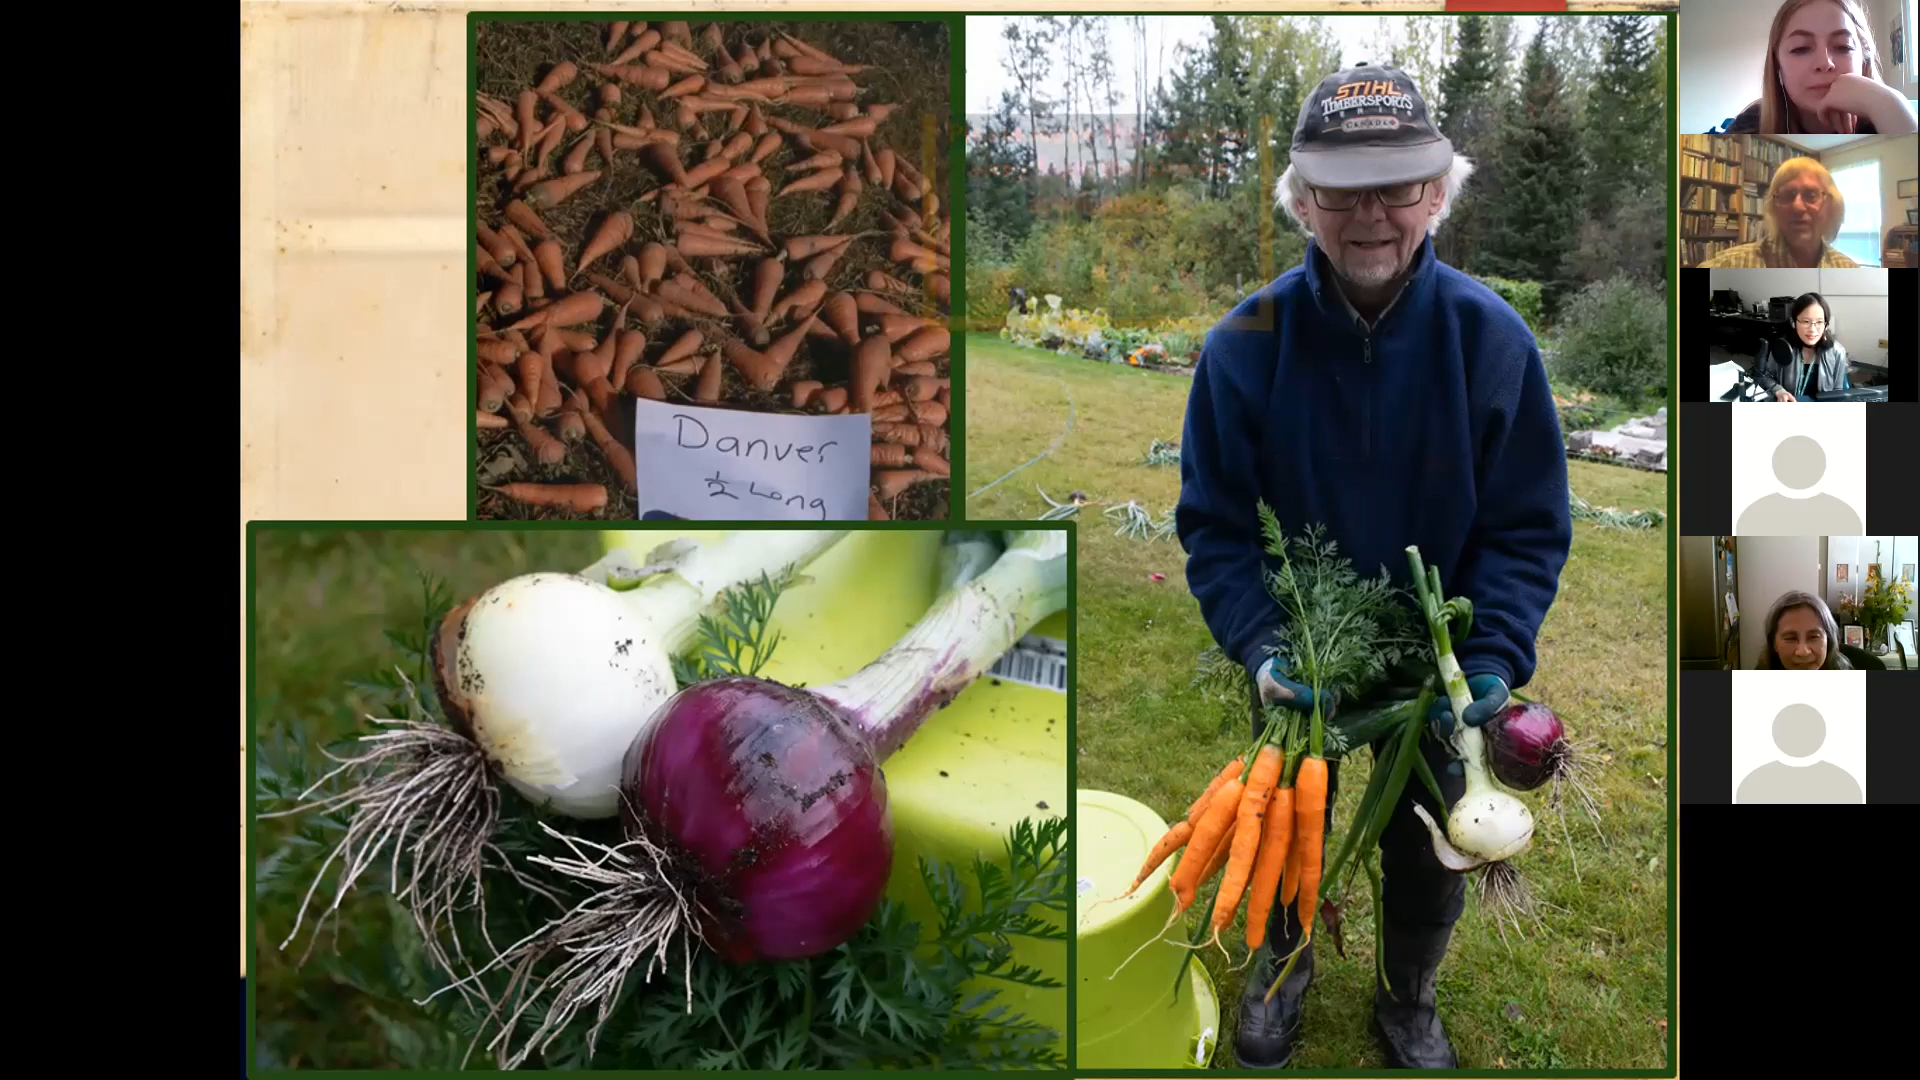 Danver
1/2 Long
STIHL
TIMBERSPORTS
SERIES
CANADA